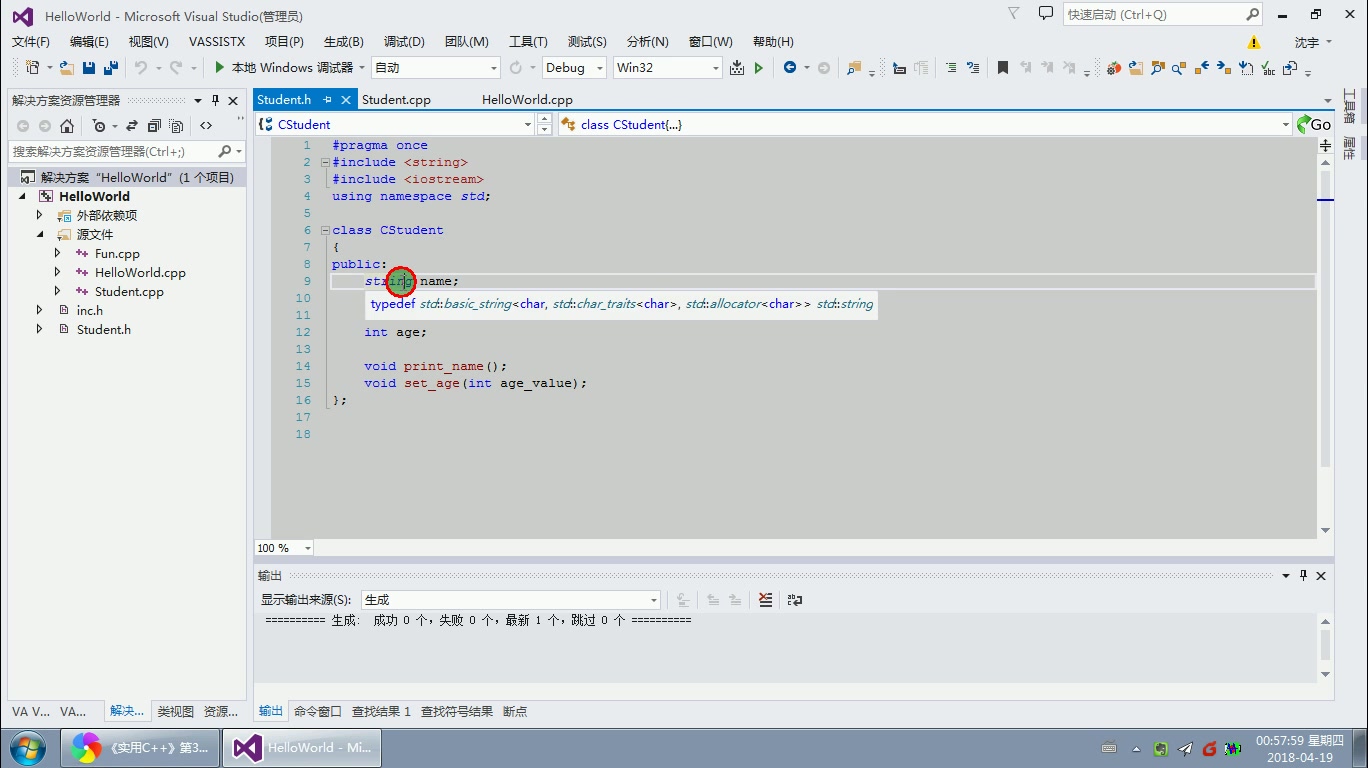 HelloWorld - Microsoft Visual Studio(管理员)
快速启动 (Ctrl+Q)
文件(F) 编辑(E) 视图(V) VASSISTX 项目(P) 生成(B) 调试(D) 团队(M) 工具(T) 测试(S) 分析(N) 窗口(W) 帮助(H)
沈宇
本地 Windows 调试器 自动 Debug Win32
解决方案资源管理器
搜索解决方案资源管理器(Ctrl+;)
解决方案 "HelloWorld" (1 个项目)
HelloWorld
外部依赖项
源文件
Fun.cpp
HelloWorld.cpp
Student.cpp
inc.h
Student.h
VA V... VA... 解决... 类视图 资源...
Student.h Student.cpp HelloWorld.cpp
CStudent class CStudent{...} Go
1 #pragma once
2 #include <string>
3 #include <iostream>
4 using namespace std;
5
6 class CStudent
7 {
8 public:
9 string name;
10 typedef std::basic_string<char, std::char_traits<char>, std::allocator<char>> std::string
11
12 int age;
13
14 void print_name();
15 void set_age(int age_value);
16 };
17
18
100 %
工具箱
属性
输出
显示输出来源(S): 生成
========== 生成: 成功 0 个，失败 0 个，最新 1 个，跳过 0 个 ==========
输出 命令窗口 查找结果 1 查找符号结果 断点
《实用C++》第3... HelloWorld - Mi...
00:57:59 星期四
2018-04-19